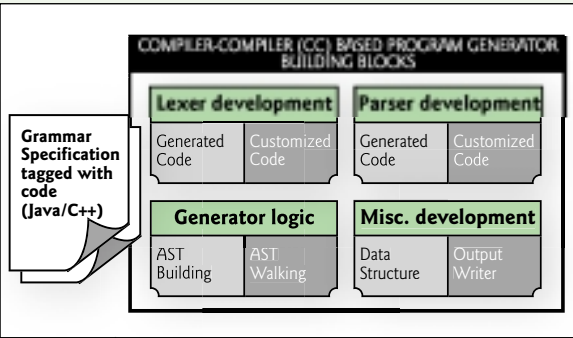 COMPILER-COMPILER (CC) BASED PROGRAM GENERATOR
BUILDING BLOCKS
Grammar
Specification
tagged with
code
(Java/C++)
Lexer development
Generated
Code
Customized
Code
Parser development
Generated
Code
Customized
Code
Generator logic
AST
Building
AST
Walking
Misc. development
Data
Structure
Output
Writer